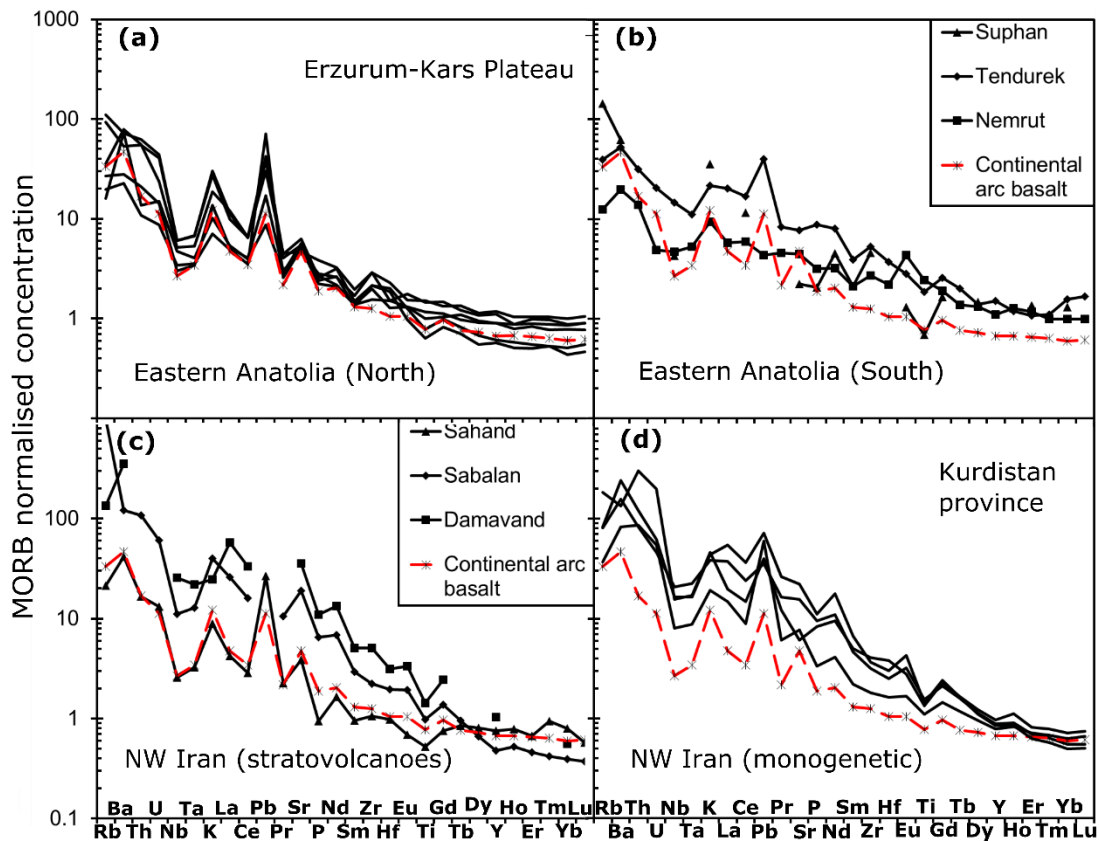 1000
100
10
1
100
10
1
0.1
MORB normalised concentration
(a)
Erzurum-Kars Plateau
Eastern Anatolia (North)
(b)
Suphan
Tendurek
Nemrut
Continental
arc basalt
Eastern Anatolia (South)
(c)
Sahand
Sabalan
Damavand
Continental arc
basalt
NW Iran (stratovolcanoes)
(d)
Kurdistan
province
NW Iran (monogenetic)
Ba U Ta La Pb Sr Nd Zr Eu Gd Dy Ho Tm Lu
Rb Th Nb K Ce Pr P Sm Hf Ti Tb Y Er Yb
Rb Th Nb K Ce Pr P Sm Hf Ti Tb Y Er Yb
Ba U Ta La Pb Sr Nd Zr Eu Gd Dy Ho Tm Lu